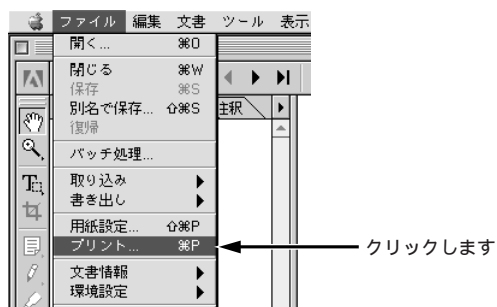 ファイル 編集 文書 ツール 表示
開く... ⌘O
閉じる ⌘W
保存 ⌘S
別名で保存... ⇧⌘S
復帰
注釈
バッチ処理...
取り込み
書き出し
用紙設定... ⇧⌘P
プリント... ⌘P
クリックします
文書情報
環境設定